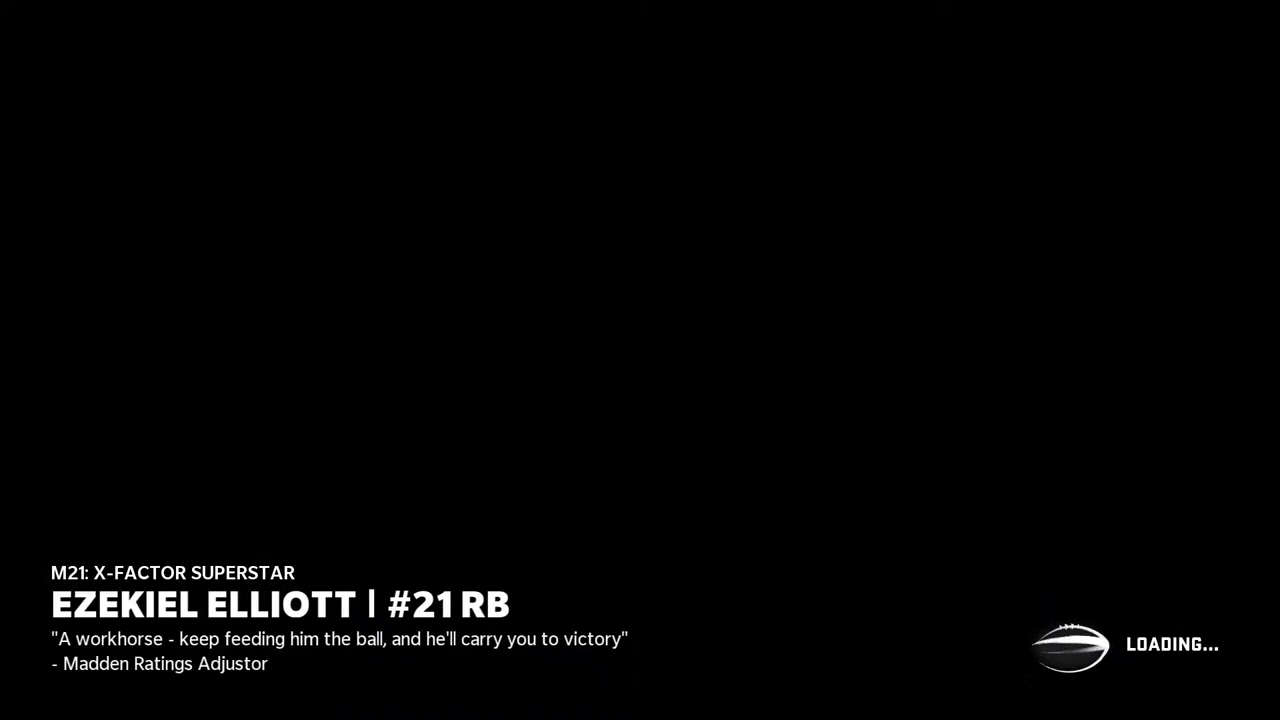 M21: X-FACTOR SUPERSTAR
EZEKIEL ELLIOTT | #21 RB
"A workhorse - keep feeding him the ball, and he'll carry you to victory"
- Madden Ratings Adjustor
LOADING...